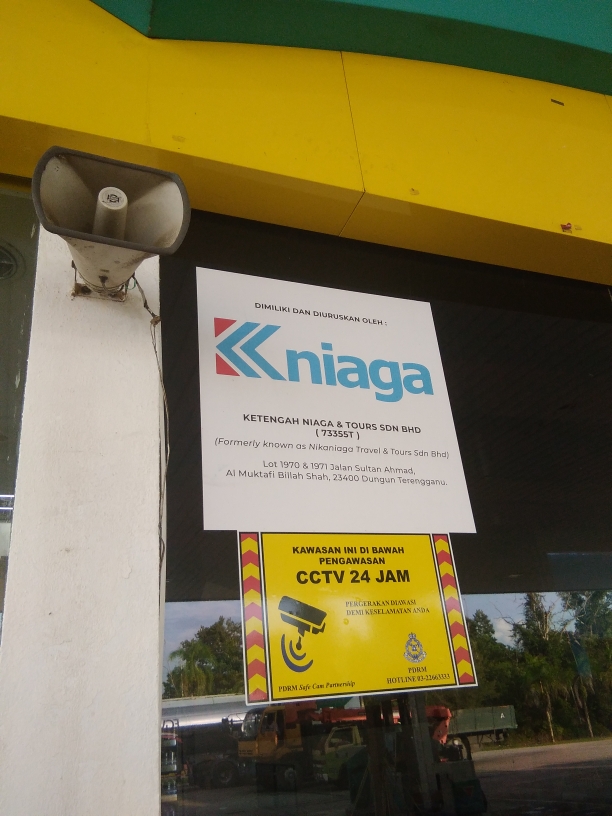 DIMILIKI DAN DIURUSKAN OLEH :
Kniaga
KETENGAH NIAGA & TOURS SDN BHD
( 73355T )
(Formerly known as Nikaniaga Travel & Tours Sdn Bhd)
Lot 1970 & 1971 Jalan Sultan Ahmad,
Al Muktafi Billah Shah, 23400 Dungun Terengganu.
KAWASAN INI DI BAWAH
PENGAWASAN
CCTV 24 JAM
PERGERAKAN DIAWASI
DEMI KESELAMATAN ANDA
PDRM
HOTLINE 03-22663333
PDRM Safe Cam Partnership
A